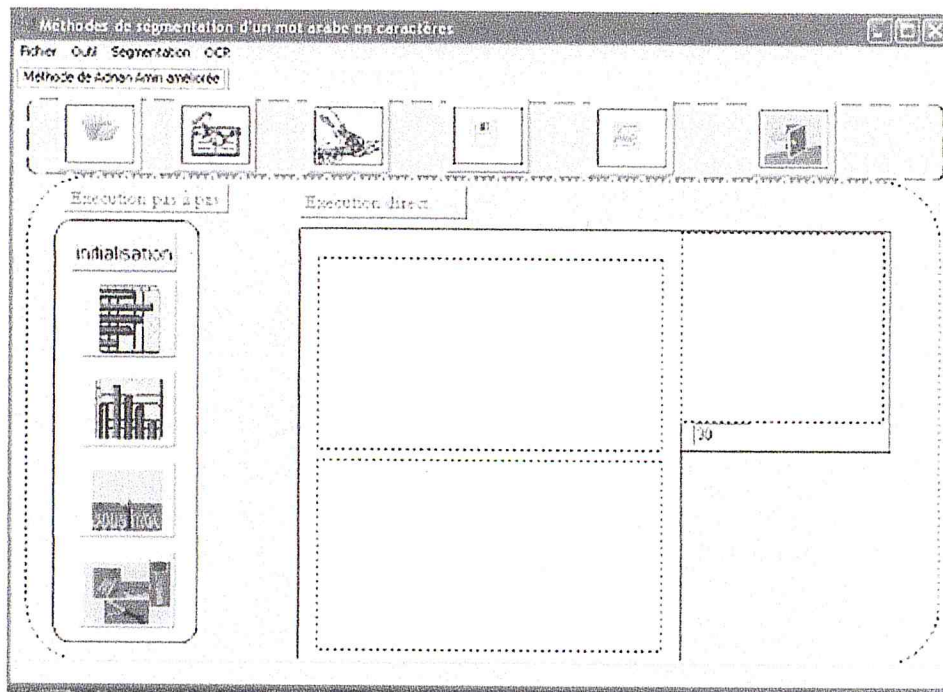 Méthodes de segmentation d'un mot arabe en caractères
Fichier Outil Segmentation OCR
Méthode de Adnan Amin améliorée
Execution pas à pas
Execution direct
initialisation
30